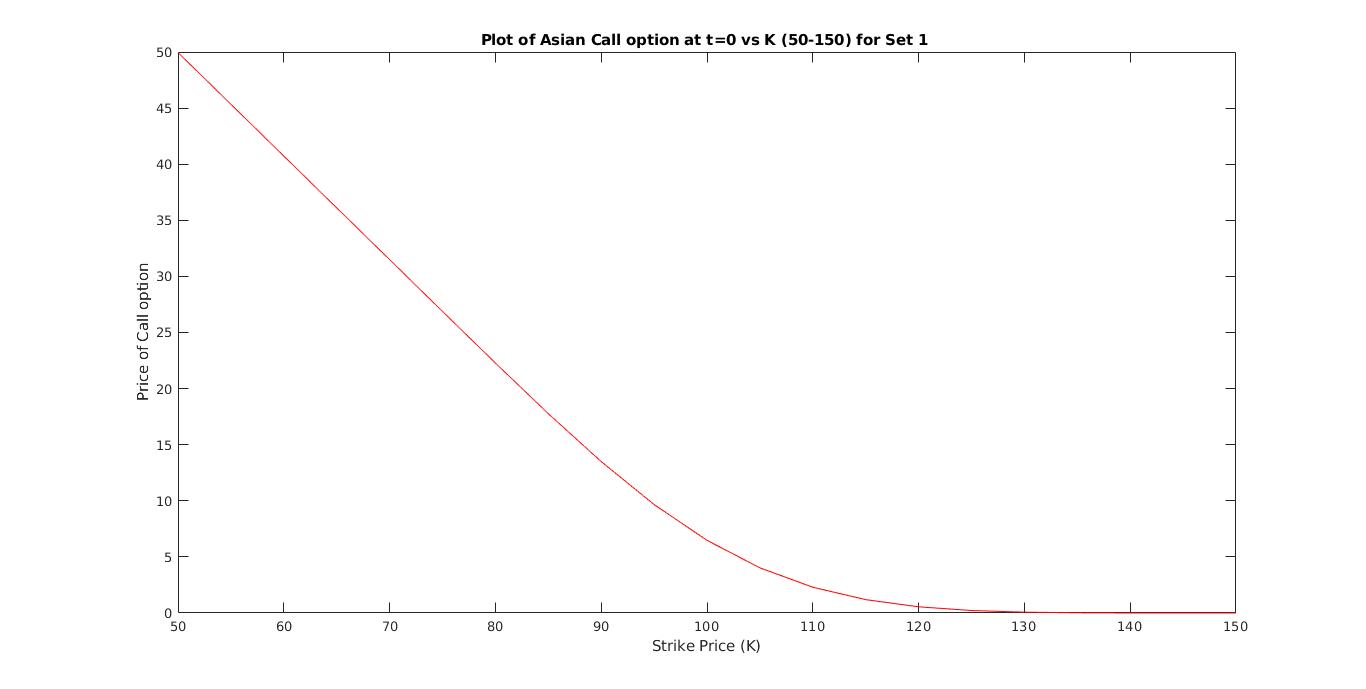 Plot of Asian Call option at t=0 vs K (50-150) for Set 1
50
45
40
35
30
25
20
15
10
5
0
Price of Call option
50 60 70 80 90 100 110 120 130 140 150
Strike Price (K)